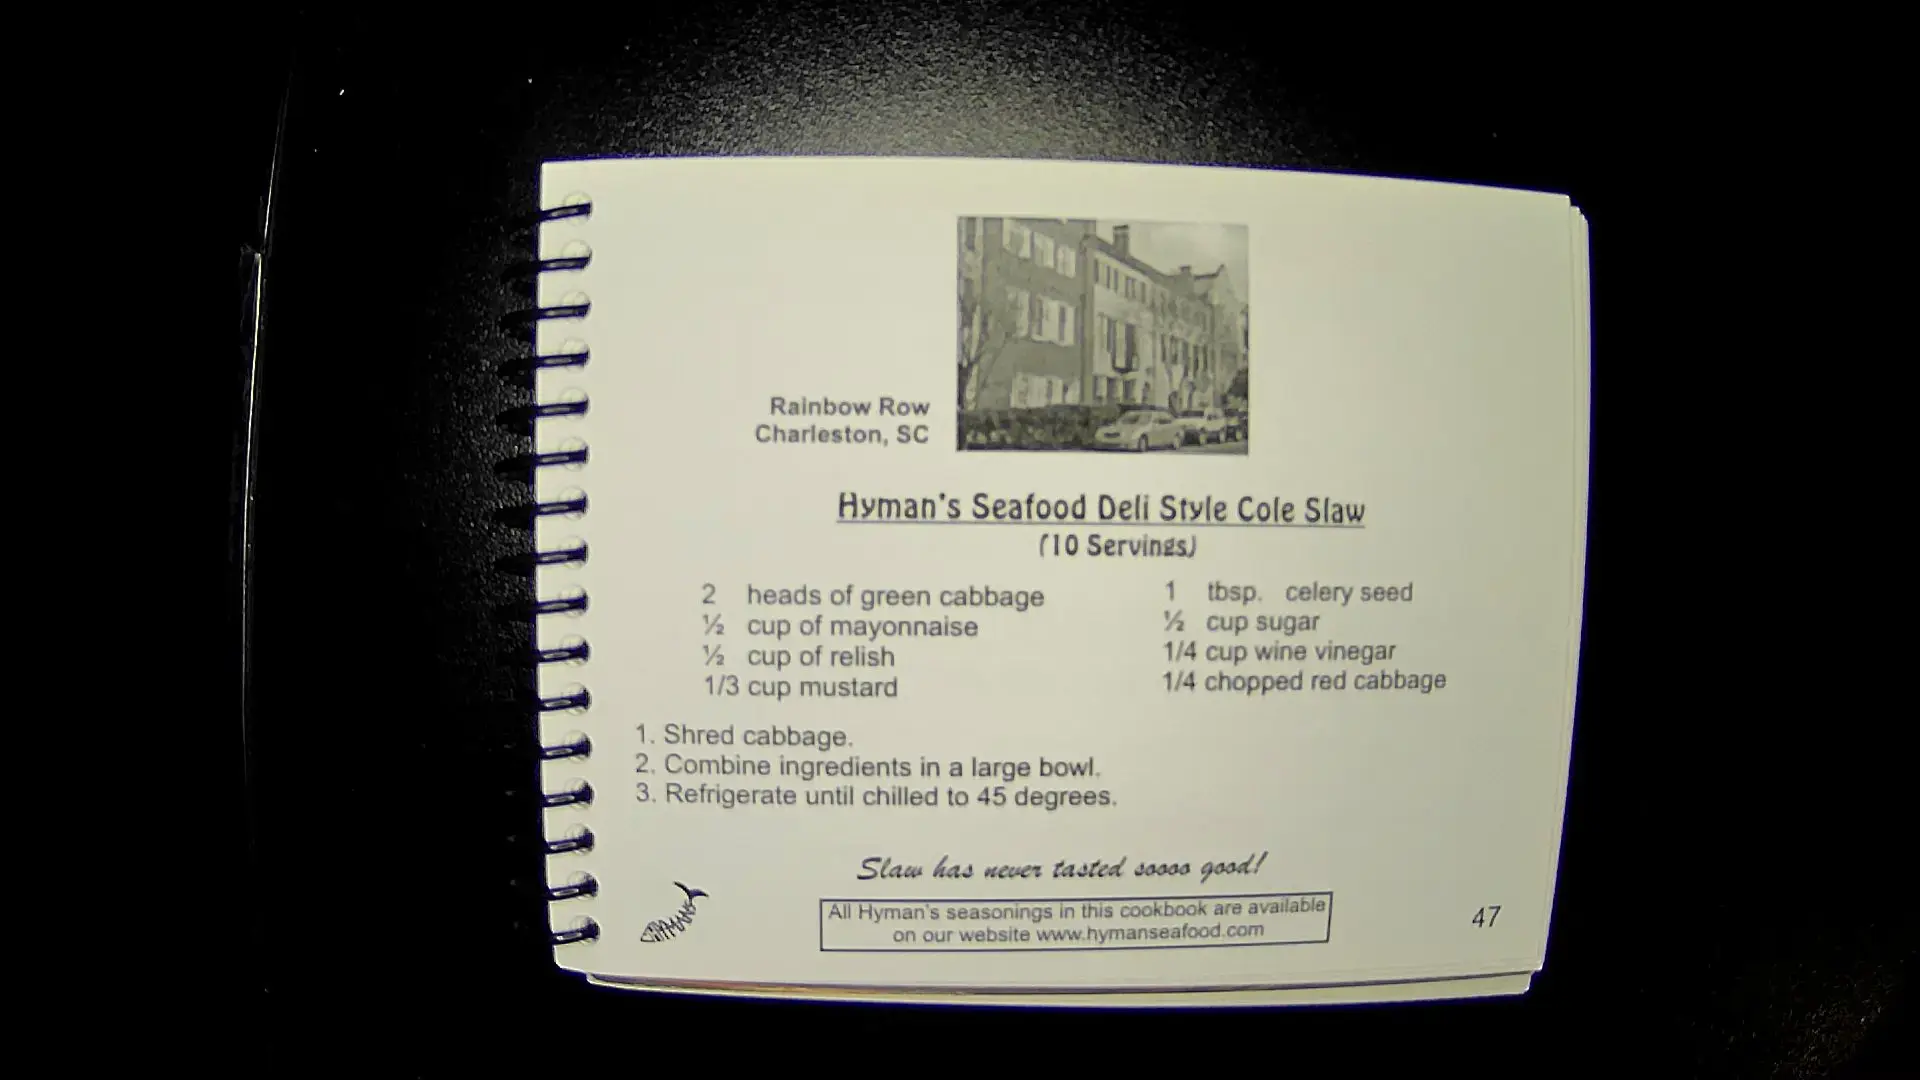 Rainbow Row
Charleston, SC
Hyman's Seafood Deli Style Cole Slaw
(10 Servings)
2 heads of green cabbage
½ cup of mayonnaise
½ cup of relish
1/3 cup mustard
1 tbsp. celery seed
½ cup sugar
1/4 cup wine vinegar
1/4 chopped red cabbage
1. Shred cabbage.
2. Combine ingredients in a large bowl.
3. Refrigerate until chilled to 45 degrees.
Slaw has never tasted soooo good!
All Hyman's seasonings in this cookbook are available
on our website www.hymanseafood.com
47
HYMANS